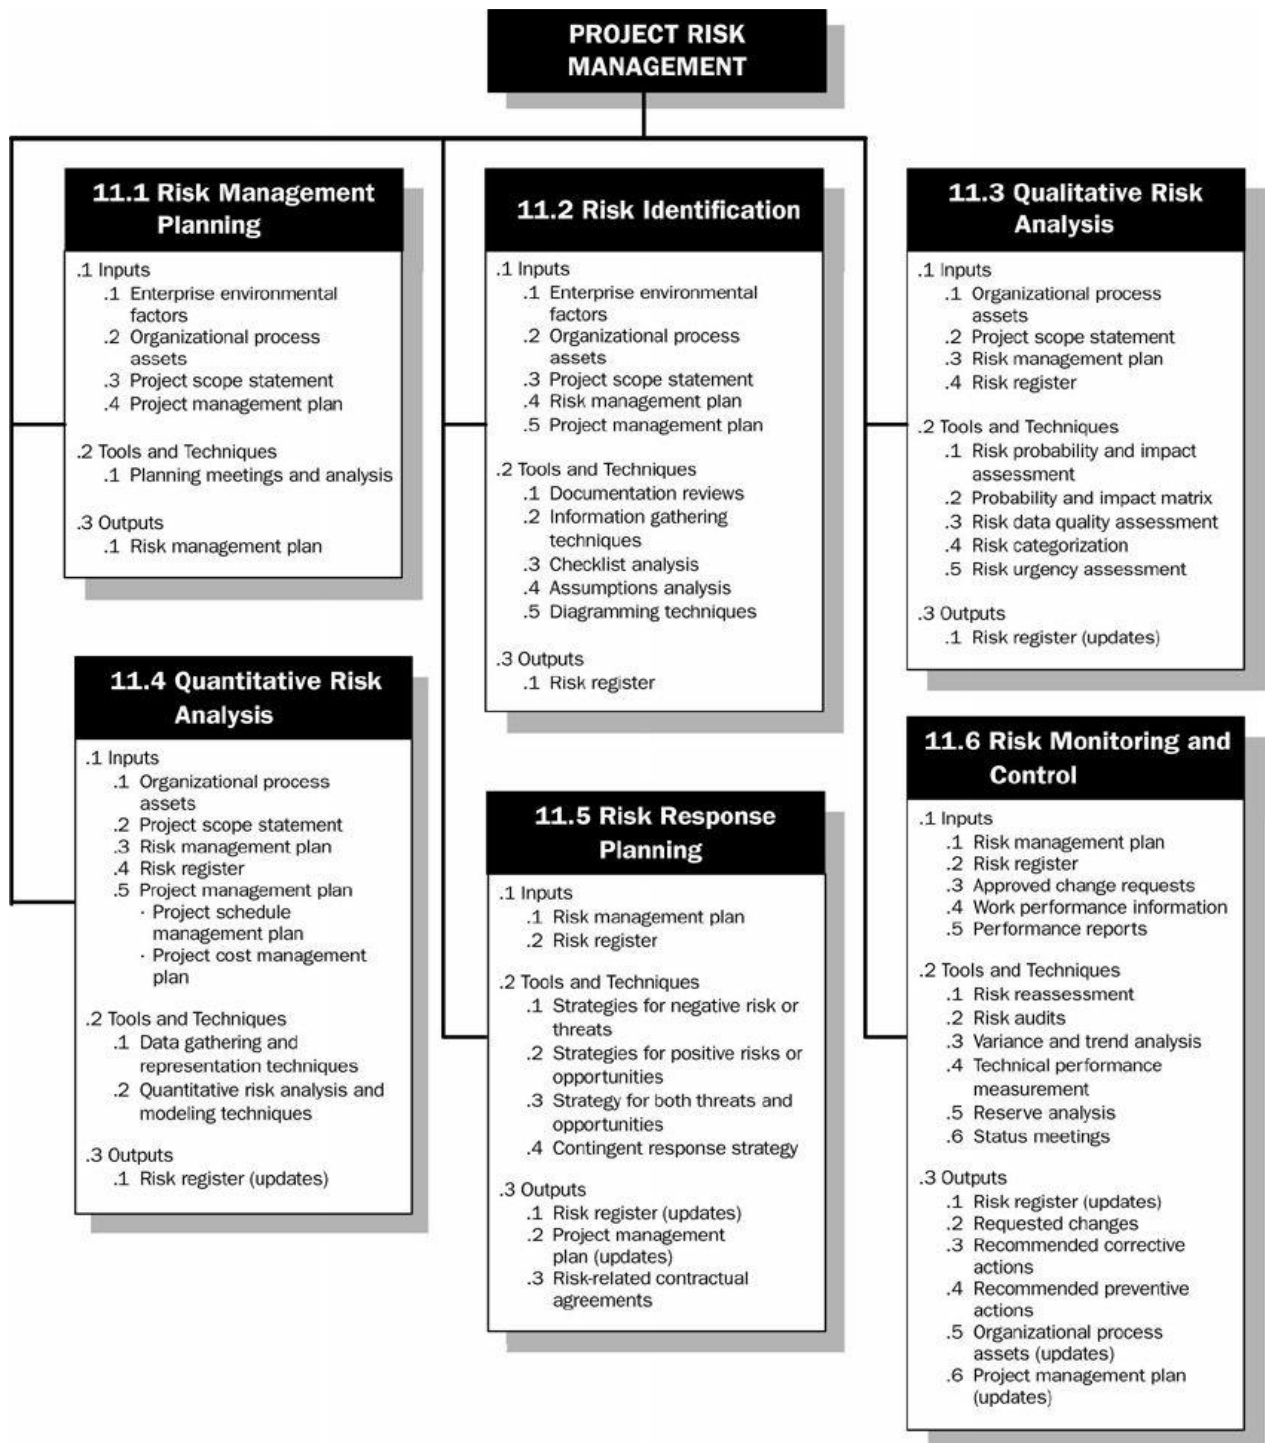 PROJECT RISK
MANAGEMENT
11.1 Risk Management
Planning
.1 Inputs
.1 Enterprise environmental
factors
.2 Organizational process
assets
.3 Project scope statement
.4 Project management plan
.2 Tools and Techniques
.1 Planning meetings and analysis
.3 Outputs
.1 Risk management plan
11.2 Risk Identification
.1 Inputs
.1 Enterprise environmental
factors
.2 Organizational process
assets
.3 Project scope statement
.4 Risk management plan
.5 Project management plan
.2 Tools and Techniques
.1 Documentation reviews
.2 Information gathering
techniques
.3 Checklist analysis
.4 Assumptions analysis
.5 Diagramming techniques
.3 Outputs
.1 Risk register
11.3 Qualitative Risk
Analysis
.1 Inputs
.1 Organizational process
assets
.2 Project scope statement
.3 Risk management plan
.4 Risk register
.2 Tools and Techniques
.1 Risk probability and impact
assessment
.2 Probability and impact matrix
.3 Risk data quality assessment
.4 Risk categorization
.5 Risk urgency assessment
.3 Outputs
.1 Risk register (updates)
11.4 Quantitative Risk
Analysis
.1 Inputs
.1 Organizational process
assets
.2 Project scope statement
.3 Risk management plan
.4 Risk register
.5 Project management plan
· Project schedule
management plan
· Project cost management
plan
.2 Tools and Techniques
.1 Data gathering and
representation techniques
.2 Quantitative risk analysis and
modeling techniques
.3 Outputs
.1 Risk register (updates)
11.5 Risk Response
Planning
.1 Inputs
.1 Risk management plan
.2 Risk register
.2 Tools and Techniques
.1 Strategies for negative risk or
threats
.2 Strategies for positive risks or
opportunities
.3 Strategy for both threats and
opportunities
.4 Contingent response strategy
.3 Outputs
.1 Risk register (updates)
.2 Project management
plan (updates)
.3 Risk-related contractual
agreements
11.6 Risk Monitoring and
Control
.1 Inputs
.1 Risk management plan
.2 Risk register
.3 Approved change requests
.4 Work performance information
.5 Performance reports
.2 Tools and Techniques
.1 Risk reassessment
.2 Risk audits
.3 Variance and trend analysis
.4 Technical performance
measurement
.5 Reserve analysis
.6 Status meetings
.3 Outputs
.1 Risk register (updates)
.2 Requested changes
.3 Recommended corrective
actions
.4 Recommended preventive
actions
.5 Organizational process
assets (updates)
.6 Project management plan
(updates)